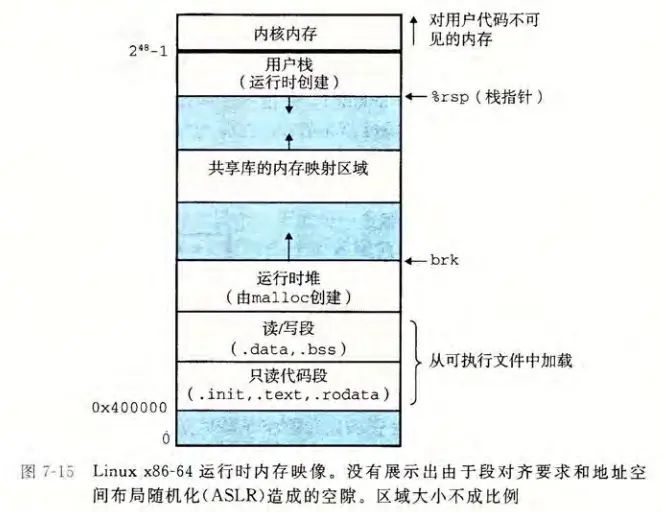 内核内存
对用户代码不可
见的内存
2⁴⁸-1
用户栈
(运行时创建)
%rsp(栈指针)
共享库的内存映射区域
brk
运行时堆
(由malloc创建)
读/写段
(.data,.bss)
从可执行文件中加载
只读代码段
(.init,.text,.rodata)
0x400000
0
图 7-15 Linux x86-64 运行时内存映像。没有展示出由于段对齐要求和地址空
间布局随机化(ASLR)造成的空隙。区域大小不成比例